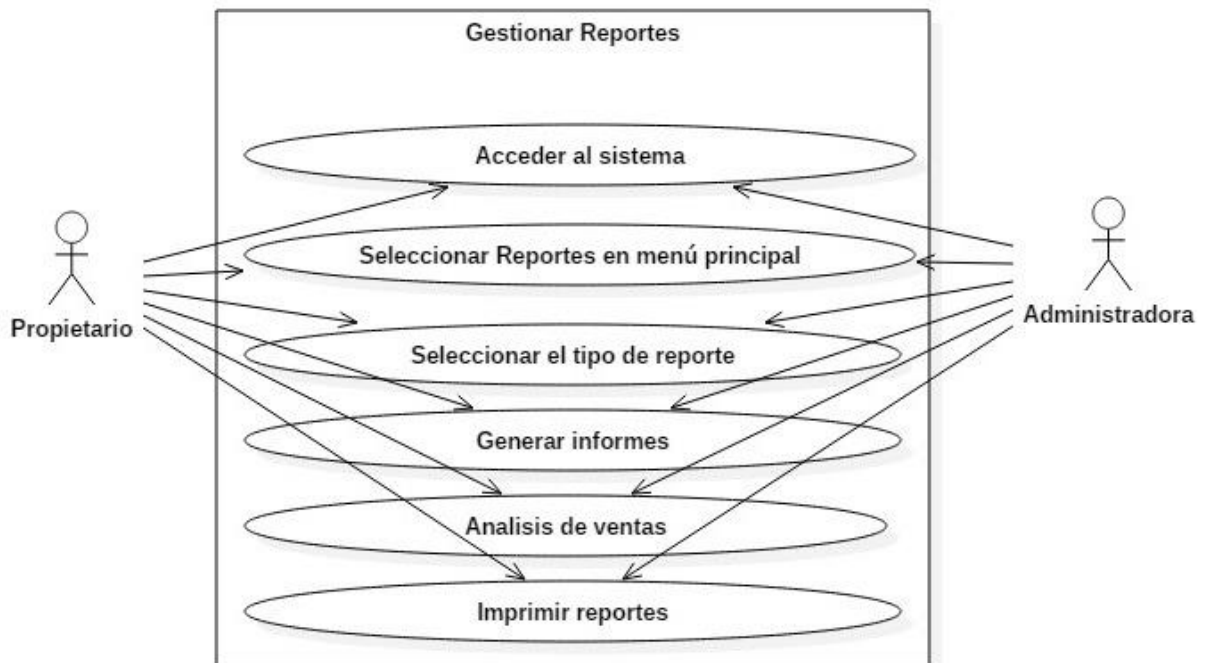 Gestionar Reportes
Acceder al sistema
Seleccionar Reportes en menú principal
Propietario
Administradora
Seleccionar el tipo de reporte
Generar informes
Analisis de ventas
Imprimir reportes